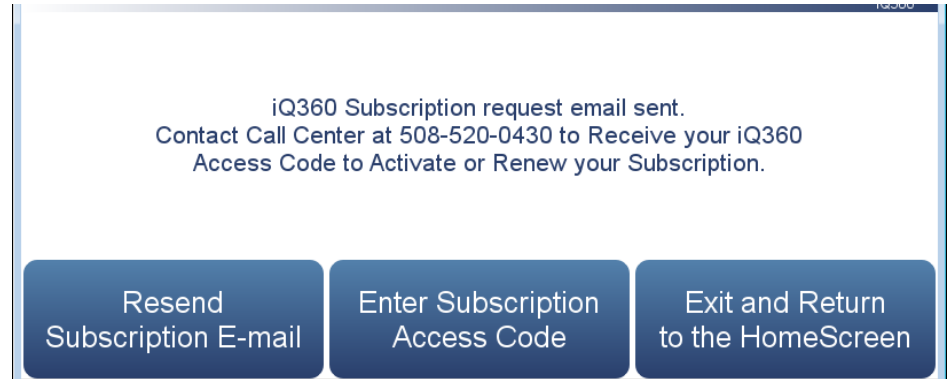 iQ360
iQ360 Subscription request email sent.
Contact Call Center at 508-520-0430 to Receive your iQ360
Access Code to Activate or Renew your Subscription.
Resend
Subscription E-mail
Enter Subscription
Access Code
Exit and Return
to the HomeScreen